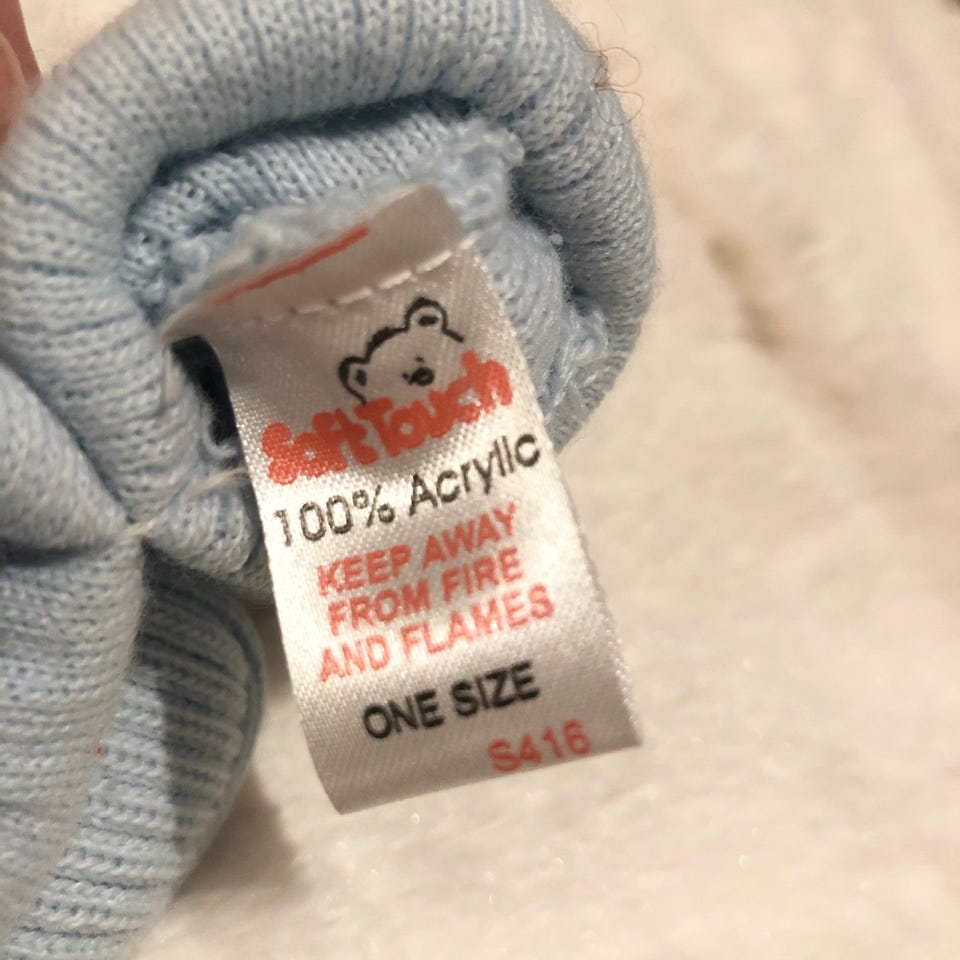 Soft Touch
100% Acrylic
KEEP AWAY
FROM FIRE
AND FLAMES
ONE SIZE
S416